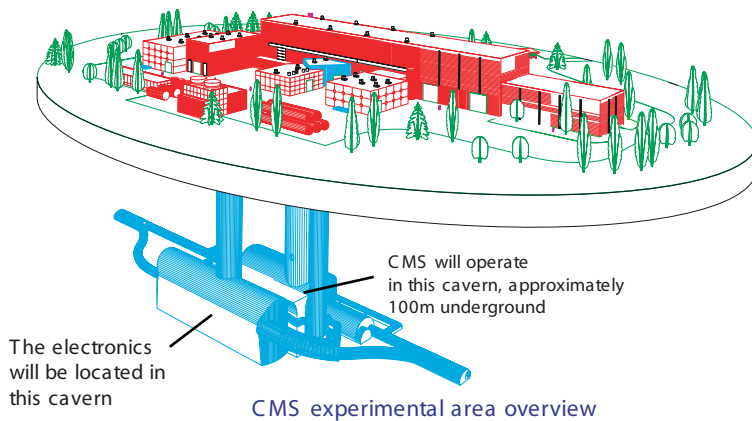 CMS will operate
in this cavern, approximately
100m underground
The electronics
will be located in
this cavern
CMS experimental area overview